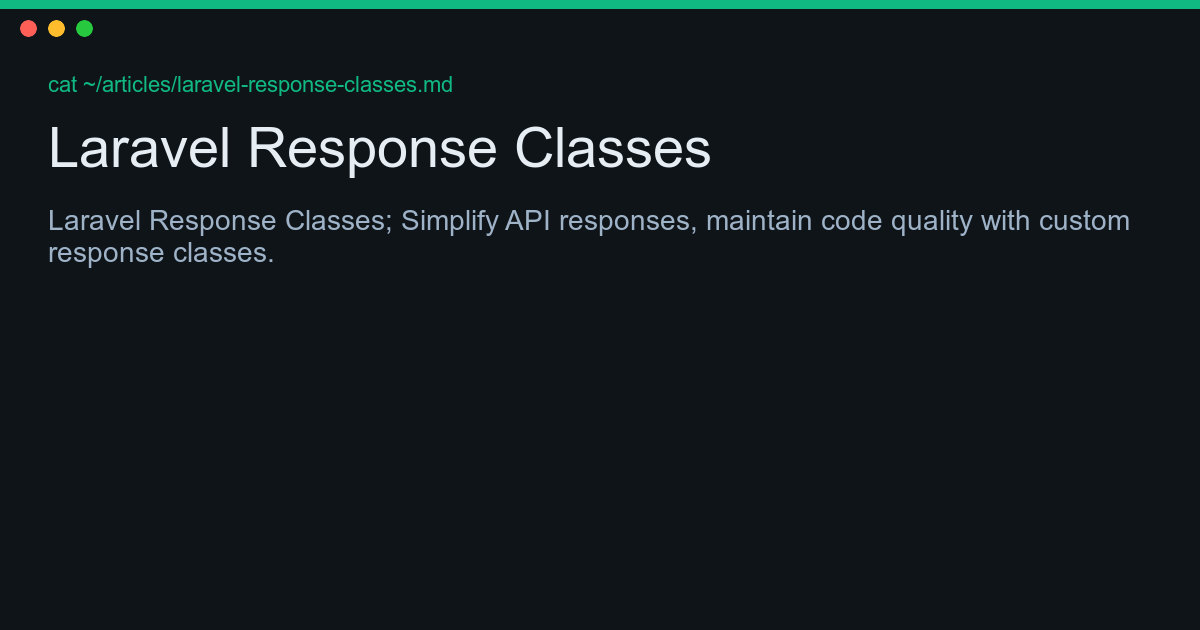 cat ~/articles/laravel-response-classes.md
Laravel Response Classes
Laravel Response Classes; Simplify API responses, maintain code quality with custom
response classes.